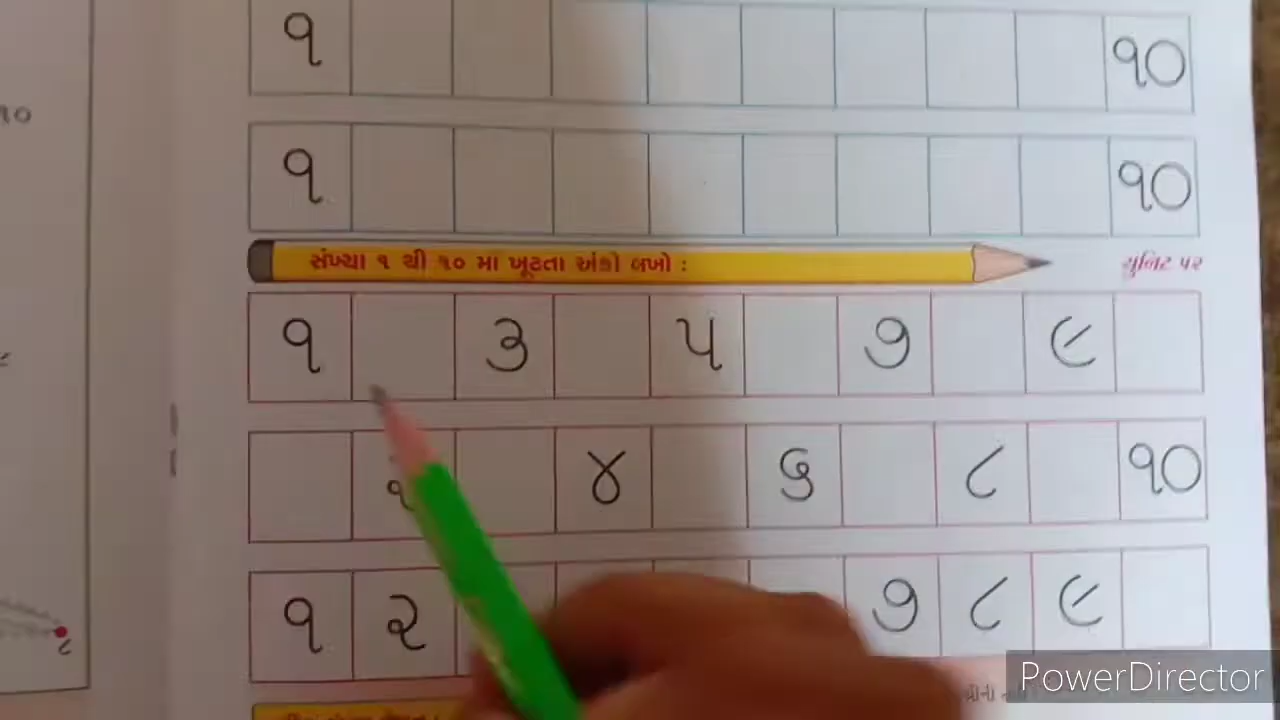 ૧ ૧૦
૧ ૧૦
સંખ્યા ૧ થી ૧૦ માં ખૂટતા અંકો લખો :
યુનિટ ૫૨
૧ ૩ ૫ ૭ ૯
૪ ૬ ૮ ૧૦
૧ ૨ ૭ ૮ ૯
૮
PowerDirector